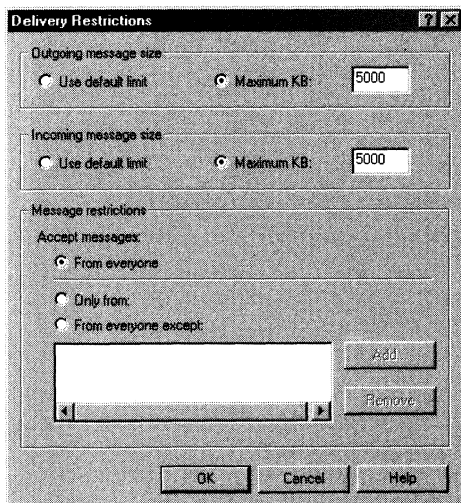 Delivery Restrictions
Outgoing message size
Use default limit
Maximum KB:
5000
Incoming message size
Use default limit
Maximum KB:
5000
Message restrictions
Accept messages:
From everyone
Only from:
From everyone except:
Add
Remove
OK
Cancel
Help